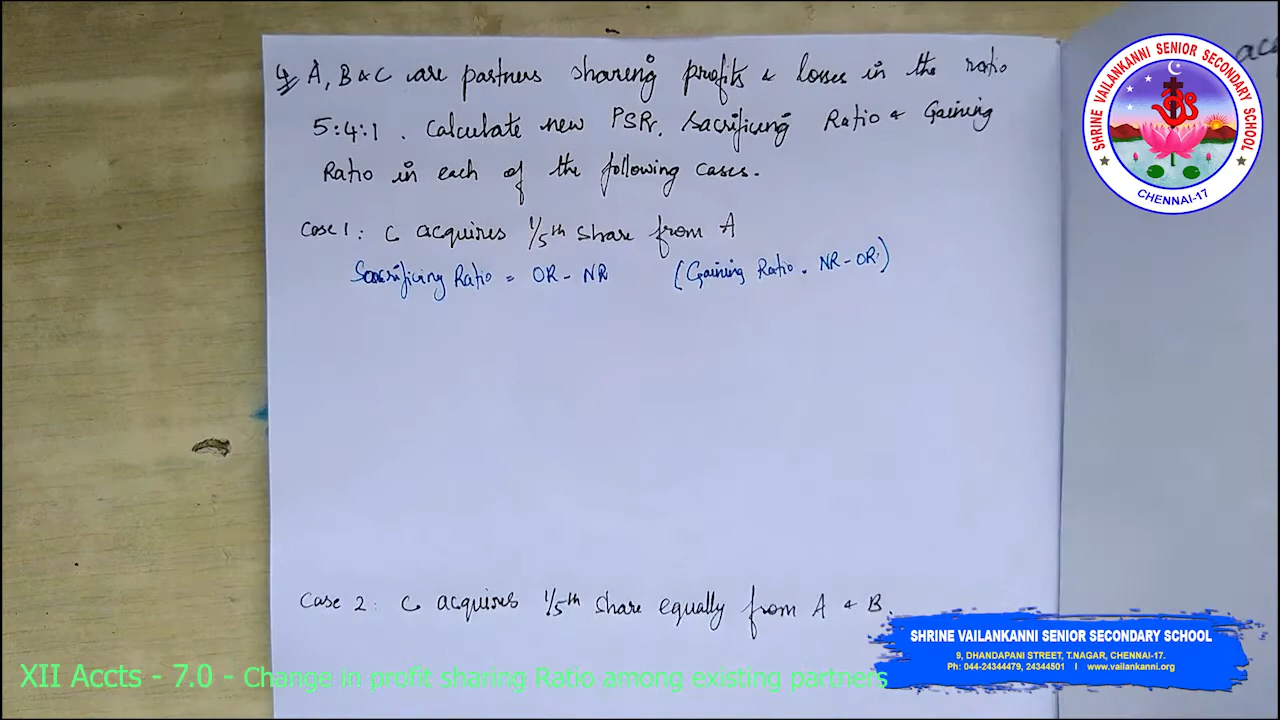 Q A, B & C are partners sharing profits & losses in the ratio
5:4:1. Calculate new PSR, Sacrificing Ratio & Gaining
Ratio in each of the following cases.
Case 1: C acquires 1/5th share from A
Sacrificing Ratio = OR - NR (Gaining Ratio = NR - OR)
Case 2: C acquires 1/5th share equally from A & B.
SHRINE VAILANKANNI SENIOR SECONDARY SCHOOL
CHENNAI-17
SHRINE VAILANKANNI SENIOR SECONDARY SCHOOL
9, DHANDAPANI STREET, T.NAGAR, CHENNAI-17.
Ph: 044-24344479, 24344501 I www.vailankanni.org
XII Accts - 7.0 - Change in profit sharing Ratio among existing partners